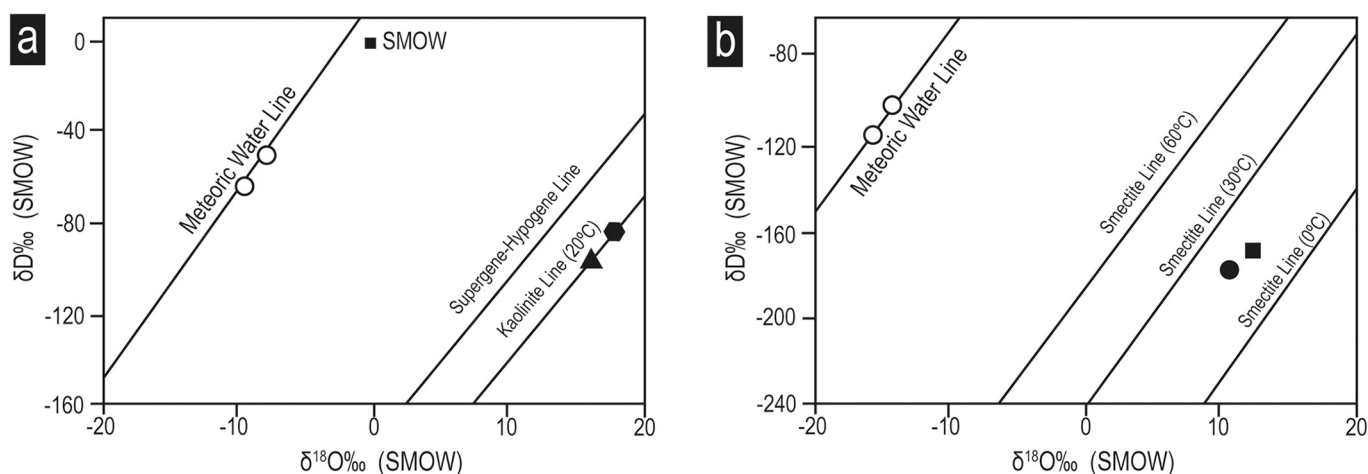 a
SMOW
Meteoric Water Line
Supergene-Hypogene Line
Kaolinite Line (20ºC)
δD‰ (SMOW)
0
-40
-80
-120
-160
-20
-10
0
10
20
δ¹⁸O‰ (SMOW)
b
Meteoric Water Line
Smectite Line (60ºC)
Smectite Line (30ºC)
Smectite Line (0ºC)
δD‰ (SMOW)
-80
-120
-160
-200
-240
-20
-10
0
10
20
δ¹⁸O‰ (SMOW)